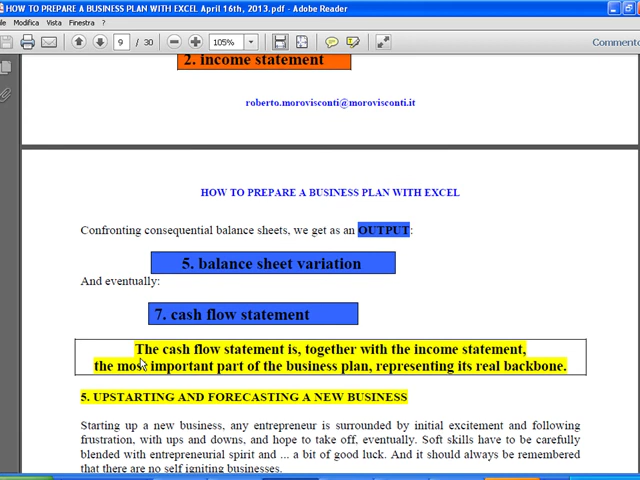 HOW TO PREPARE A BUSINESS PLAN WITH EXCEL April 16th, 2013.pdf - Adobe Reader
Modifica Vista Finestra ?
9 / 30 105% Comment
2. income statement
roberto.morovisconti@morovisconti.it
HOW TO PREPARE A BUSINESS PLAN WITH EXCEL
Confronting consequential balance sheets, we get as an OUTPUT:
5. balance sheet variation
And eventually:
7. cash flow statement
The cash flow statement is, together with the income statement,
the most important part of the business plan, representing its real backbone.
5. UPSTARTING AND FORECASTING A NEW BUSINESS
Starting up a new business, any entrepreneur is surrounded by initial excitement and following
frustration, with ups and downs, and hope to take off, eventually. Soft skills have to be carefully
blended with entrepreneurial spirit and ... a bit of good luck. And it should always be remembered
that there are no self igniting businesses.